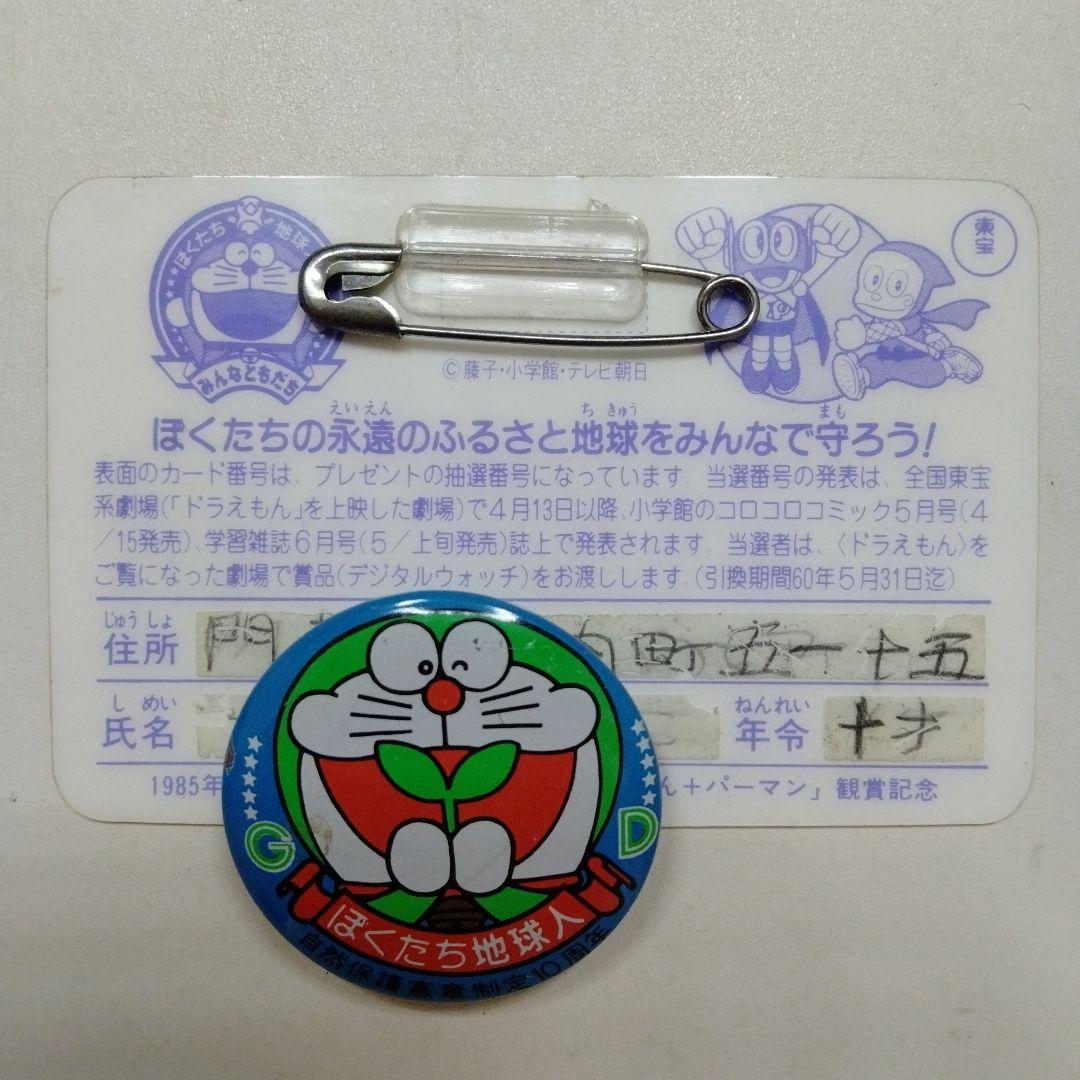 ぼくたち地球
みんなともだち
東宝
©藤子・小学館・テレビ朝日
えいえん ちきゅう まも
ぼくたちの永遠のふるさと地球をみんなで守ろう!
表面のカード番号は、プレゼントの抽選番号になっています。当選番号の発表は、全国東宝
系劇場(「ドラえもん」を上映した劇場)で4月13日以降、小学館のコロコロコミック5月号(4
/15発売)、学習雑誌6月号(5/上旬発売)誌上で発表されます。当選者は、〈ドラえもん〉を
ご覧になった劇場で賞品(デジタルウォッチ)をお渡しします。(引換期間60年5月31日迄)
じゅうしょ
住所 門 町五一十五
しめい ねんれい
氏名 年令 十才
1985年 ん+パーマン」観賞記念
G D
ぼくたち地球人
自然保護憲章制定10周年